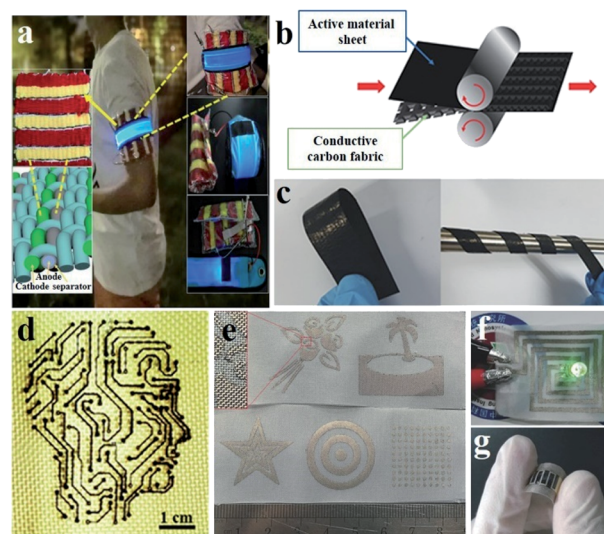 a
Anode
Cathode separator
b
Active material
sheet
Conductive
carbon fabric
c
d
1 cm
e
f
g